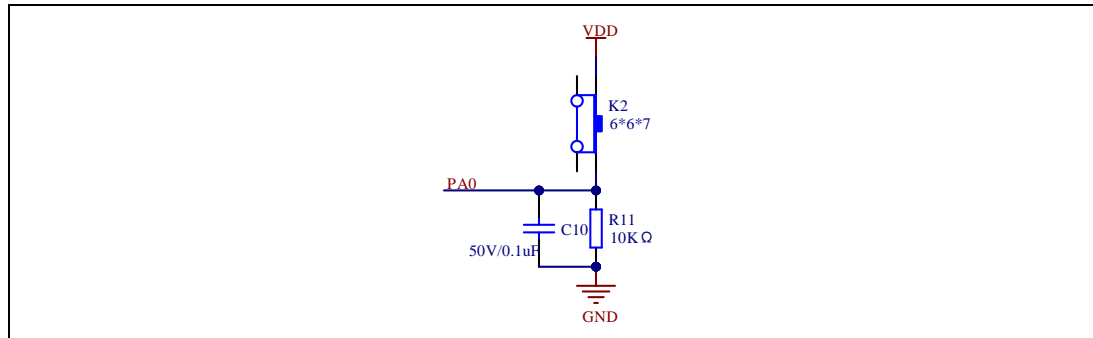 VDD
K2
6*6*7
PA0
R11
C10
10KΩ
50V/0.1uF
GND